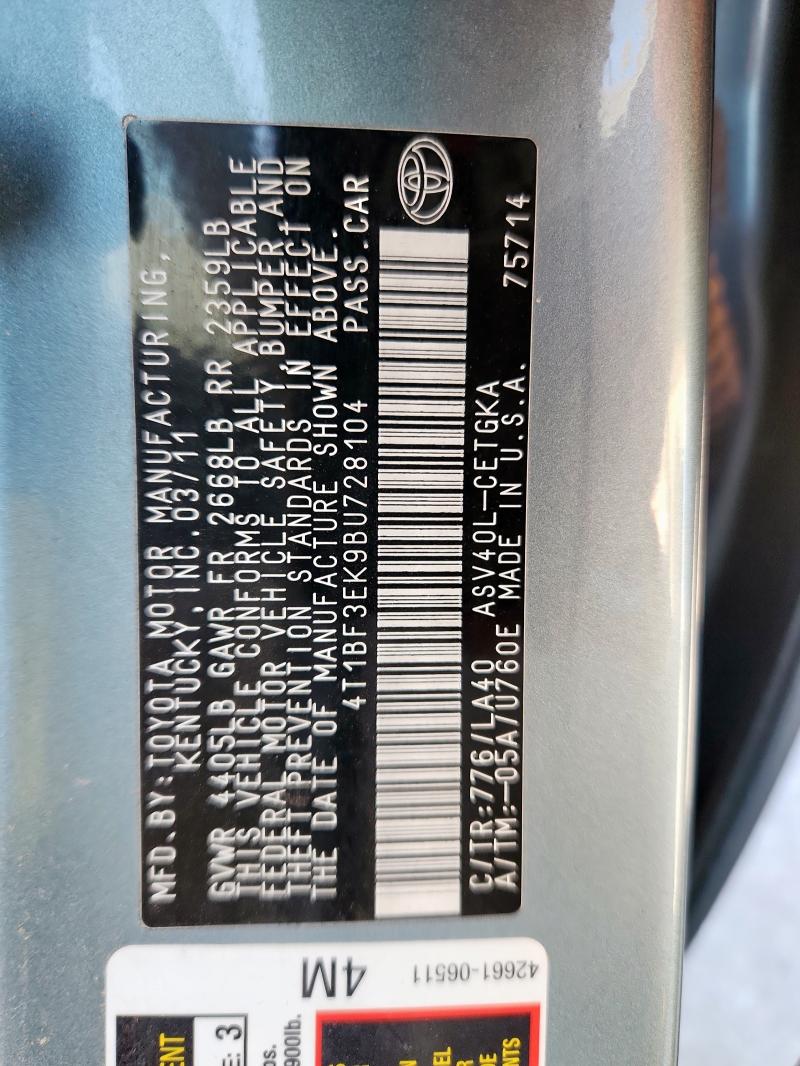 MFD.BY:TOYOTA MOTOR MANUFACTURING,
KENTUCKY,INC.03/11
GVWR 4405LB GAWR FR 2668LB RR 2359LB
THIS VEHICLE CONFORMS TO ALL APPLICABLE
FEDERAL MOTOR VEHICLE SAFETY BUMPER,AND
THEFT PREVENTION STANDARDS IN EFFECT ON
THE DATE OF MANUFACTURE SHOWN ABOVE.
4T1BF3EK9BU728104 PASS.CAR
C/TR:776/LA40 ASV40L-CETGKA
A/TM:-05A/U760E MADE IN U.S.A. 75714
4M
42661-06511
E: 3
900lb.